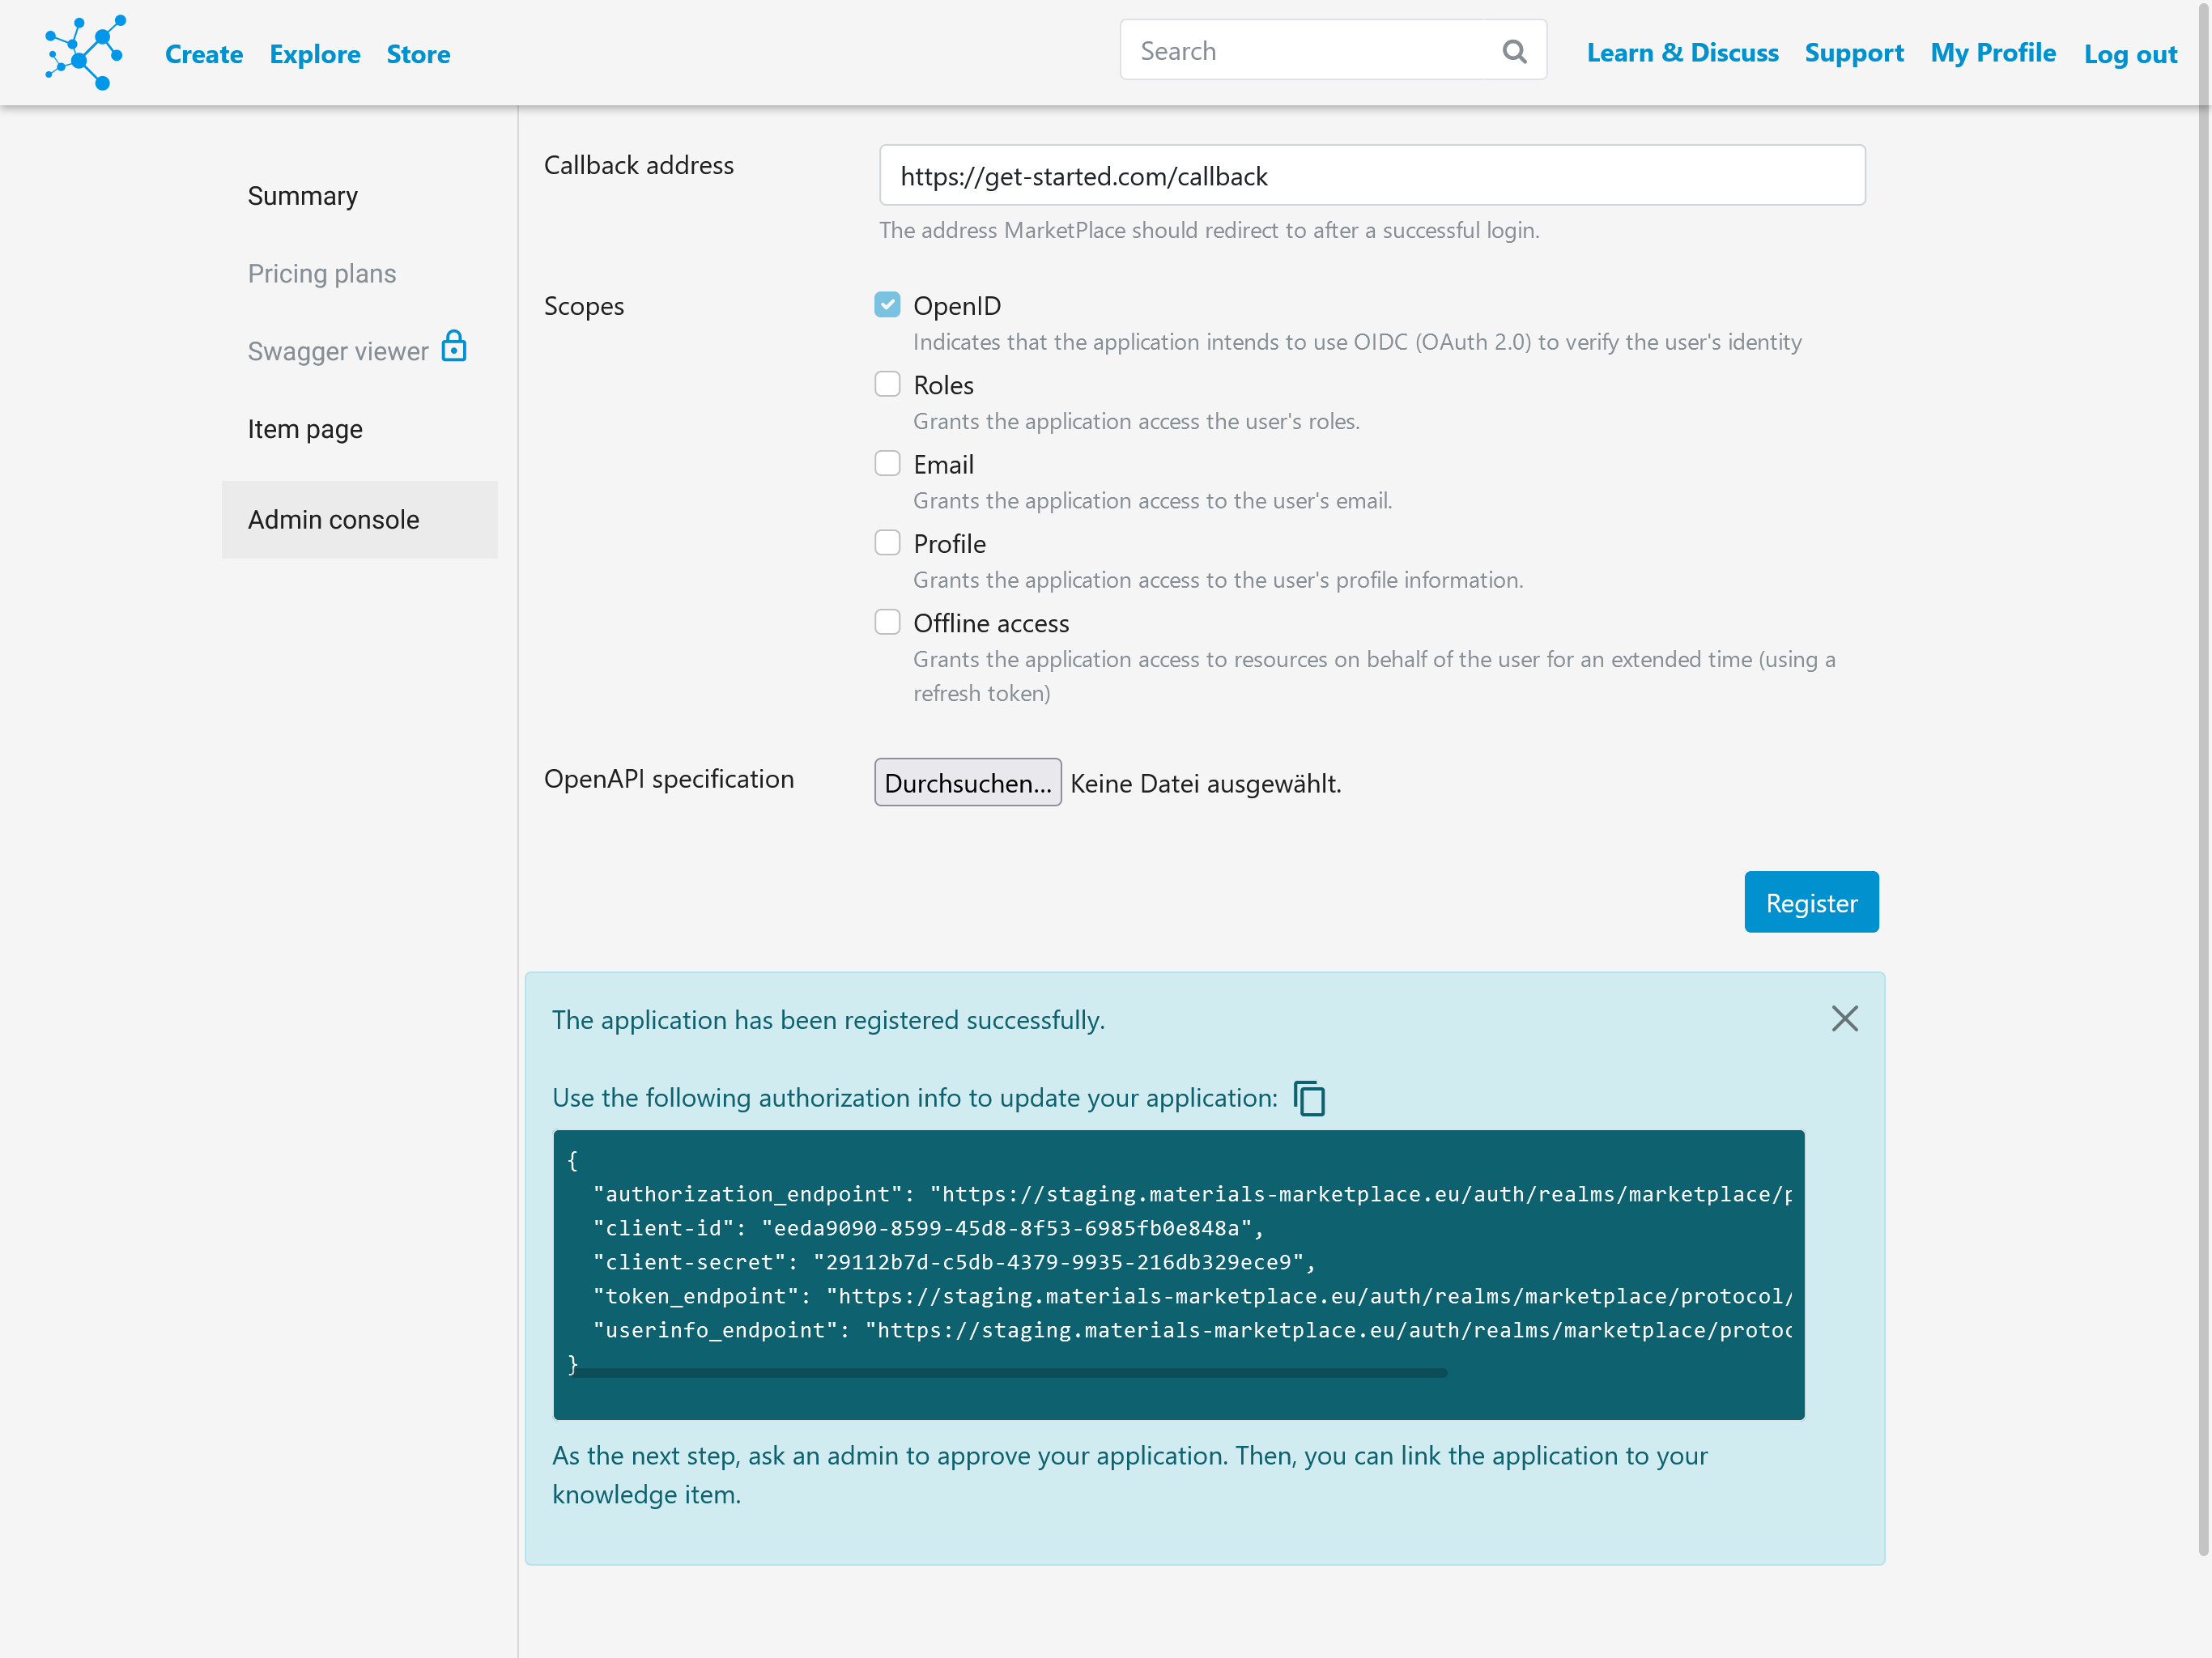 Create Explore Store Search Learn & Discuss Support My Profile Log out
Summary
Pricing plans
Swagger viewer
Item page
Admin console
Callback address
https://get-started.com/callback
The address MarketPlace should redirect to after a successful login.
Scopes
OpenID
Indicates that the application intends to use OIDC (OAuth 2.0) to verify the user's identity
Roles
Grants the application access the user's roles.
Email
Grants the application access to the user's email.
Profile
Grants the application access to the user's profile information.
Offline access
Grants the application access to resources on behalf of the user for an extended time (using a
refresh token)
OpenAPI specification
Durchsuchen... Keine Datei ausgewählt.
Register
The application has been registered successfully.
Use the following authorization info to update your application:
{
"authorization_endpoint": "https://staging.materials-marketplace.eu/auth/realms/marketplace/p
"client-id": "eeda9090-8599-45d8-8f53-6985fb0e848a",
"client-secret": "29112b7d-c5db-4379-9935-216db329ece9",
"token_endpoint": "https://staging.materials-marketplace.eu/auth/realms/marketplace/protocol/
"userinfo_endpoint": "https://staging.materials-marketplace.eu/auth/realms/marketplace/protoc
}
As the next step, ask an admin to approve your application. Then, you can link the application to your
knowledge item.